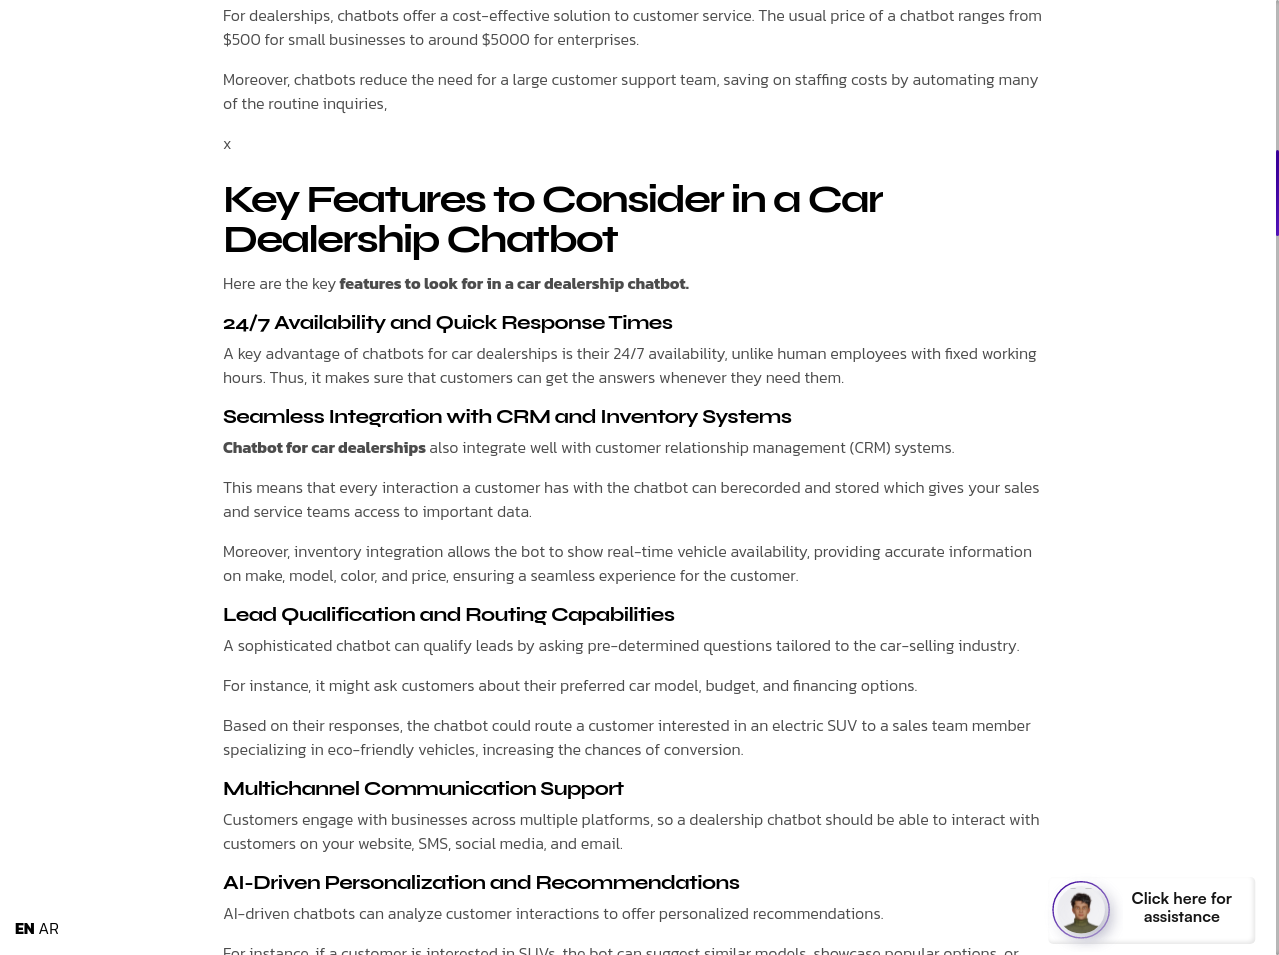 For dealerships, chatbots offer a cost-effective solution to customer service. The usual price of a chatbot ranges from
$500 for small businesses to around $5000 for enterprises.
Moreover, chatbots reduce the need for a large customer support team, saving on staffing costs by automating many
of the routine inquiries,
x
Key Features to Consider in a Car
Dealership Chatbot
Here are the key features to look for in a car dealership chatbot.
24/7 Availability and Quick Response Times
A key advantage of chatbots for car dealerships is their 24/7 availability, unlike human employees with fixed working
hours. Thus, it makes sure that customers can get the answers whenever they need them.
Seamless Integration with CRM and Inventory Systems
Chatbot for car dealerships also integrate well with customer relationship management (CRM) systems.
This means that every interaction a customer has with the chatbot can berecorded and stored which gives your sales
and service teams access to important data.
Moreover, inventory integration allows the bot to show real-time vehicle availability, providing accurate information
on make, model, color, and price, ensuring a seamless experience for the customer.
Lead Qualification and Routing Capabilities
A sophisticated chatbot can qualify leads by asking pre-determined questions tailored to the car-selling industry.
For instance, it might ask customers about their preferred car model, budget, and financing options.
Based on their responses, the chatbot could route a customer interested in an electric SUV to a sales team member
specializing in eco-friendly vehicles, increasing the chances of conversion.
Multichannel Communication Support
Customers engage with businesses across multiple platforms, so a dealership chatbot should be able to interact with
customers on your website, SMS, social media, and email.
AI-Driven Personalization and Recommendations
AI-driven chatbots can analyze customer interactions to offer personalized recommendations.
For instance, if a customer is interested in SUVs, the bot can suggest similar models, showcase popular options, or
Click here for
assistance
EN AR